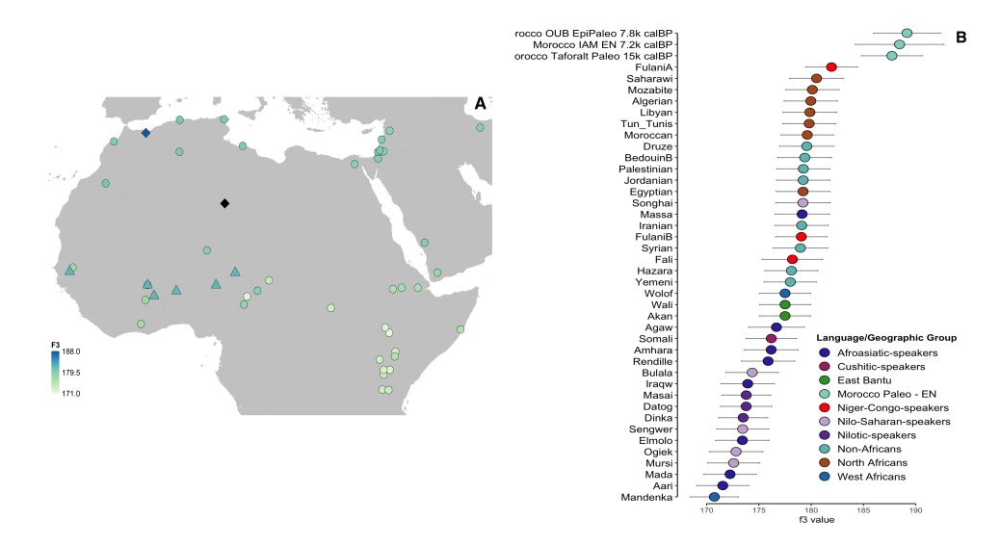 A
F3
188.0
179.5
171.0
B
rocco OUB EpiPaleo 7.8k calBP
Morocco IAM EN 7.2k calBP
orocco Taforalt Paleo 15k calBP
FulaniA
Saharawi
Mozabite
Algerian
Libyan
Tun_Tunis
Moroccan
Druze
BedouinB
Palestinian
Jordanian
Egyptian
Songhai
Massa
Iranian
FulaniB
Syrian
Fali
Hazara
Yemeni
Wolof
Wali
Akan
Agaw
Somali
Amhara
Rendille
Bulala
Iraqw
Masai
Datog
Dinka
Sengwer
Elmolo
Ogiek
Mursi
Mada
Aari
Mandenka
170
175
180
185
190
f3 value
Language/Geographic Group
Afroasiatic-speakers
Cushitic-speakers
East Bantu
Morocco Paleo - EN
Niger-Congo-speakers
Nilo-Saharan-speakers
Nilotic-speakers
Non-Africans
North Africans
West Africans